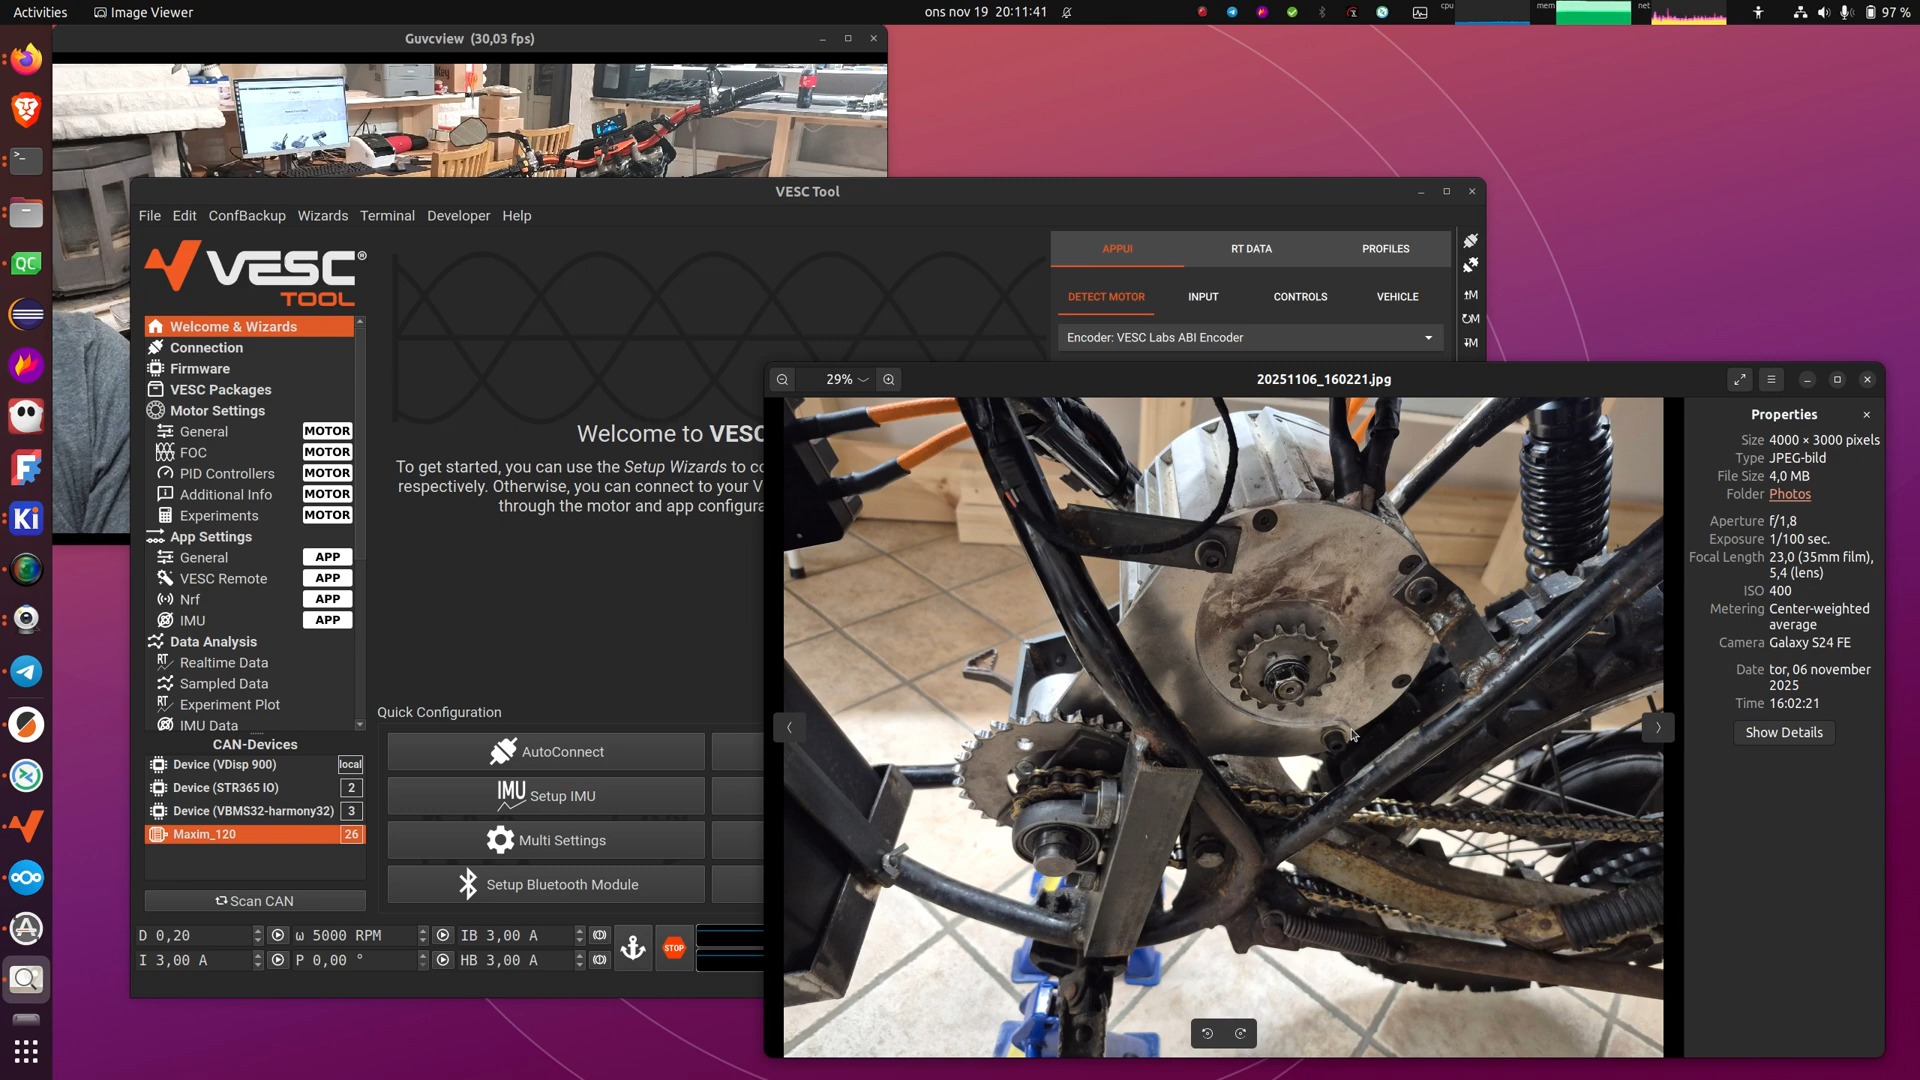 Activities
Image Viewer
ons nov 19 20:11:41
cpu
mem
net
97 %
Guvcview (30,03 fps)
VESC Tool
File Edit ConfBackup Wizards Terminal Developer Help
VESC®
TOOL
APPUI RT DATA PROFILES
DETECT MOTOR INPUT CONTROLS VEHICLE
Encoder: VESC Labs ABI Encoder
Welcome & Wizards
Connection
Firmware
VESC Packages
Motor Settings
General MOTOR
FOC MOTOR
PID Controllers MOTOR
Additional Info MOTOR
Experiments MOTOR
App Settings
General APP
VESC Remote APP
Nrf APP
IMU APP
Data Analysis
RT Realtime Data
Sampled Data
RT Experiment Plot
IMU Data
Welcome to VESC
To get started, you can use the Setup Wizards to co
respectively. Otherwise, you can connect to your V
through the motor and app configura
CAN-Devices
Device (VDisp 900) local
Device (STR365 IO) 2
Device (VBMS32-harmony32) 3
Maxim_120 26
Scan CAN
Quick Configuration
AutoConnect
IMU Setup IMU
Multi Settings
Setup Bluetooth Module
D 0,20 ω 5000 RPM IB 3,00 A
I 3,00 A P 0,00 ° HB 3,00 A
STOP
29%
20251106_160221.jpg
Properties
Size 4000 × 3000 pixels
Type JPEG-bild
File Size 4,0 MB
Folder Photos
Aperture f/1,8
Exposure 1/100 sec.
Focal Length 23,0 (35mm film),
5,4 (lens)
ISO 400
Metering Center-weighted
average
Camera Galaxy S24 FE
Date tor, 06 november
2025
Time 16:02:21
Show Details
QC
Ki